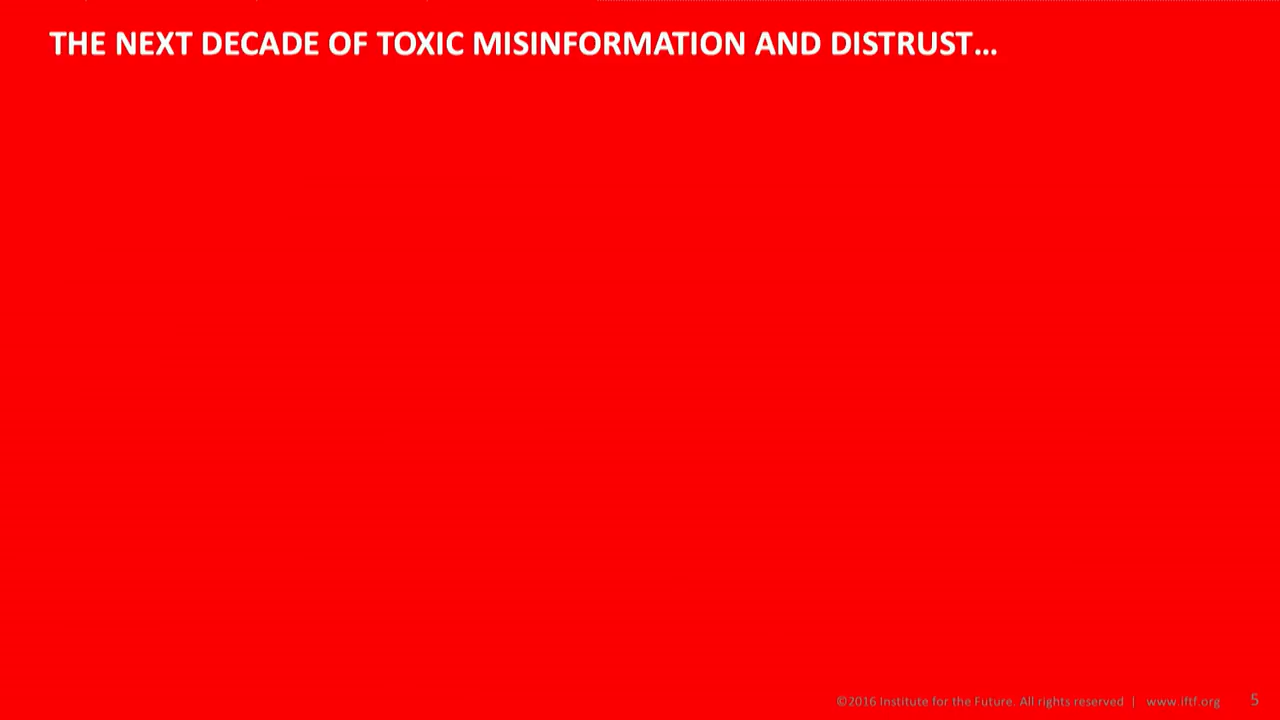 THE NEXT DECADE OF TOXIC MISINFORMATION AND DISTRUST…
©2016 Institute for the Future. All rights reserved | www.iftf.org 5